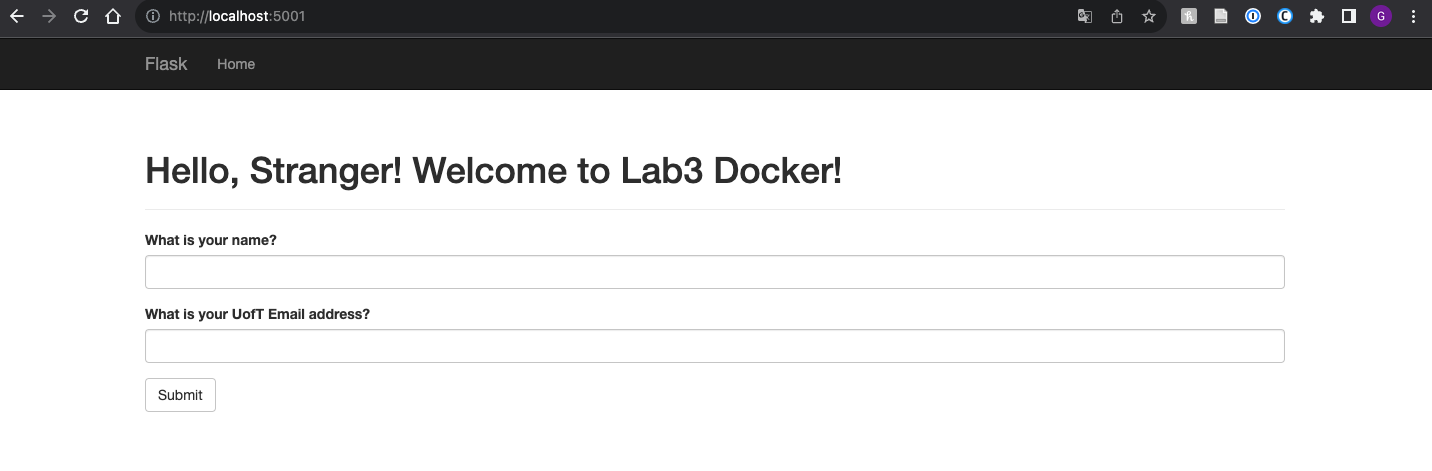 http://localhost:5001
G
Flask Home
Hello, Stranger! Welcome to Lab3 Docker!
What is your name?
What is your UofT Email address?
Submit